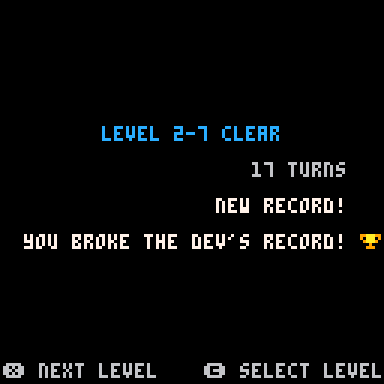 LEVEL 2-7 CLEAR
17 TURNS
NEW RECORD!
YOU BROKE THE DEV'S RECORD!
X NEXT LEVEL C SELECT LEVEL